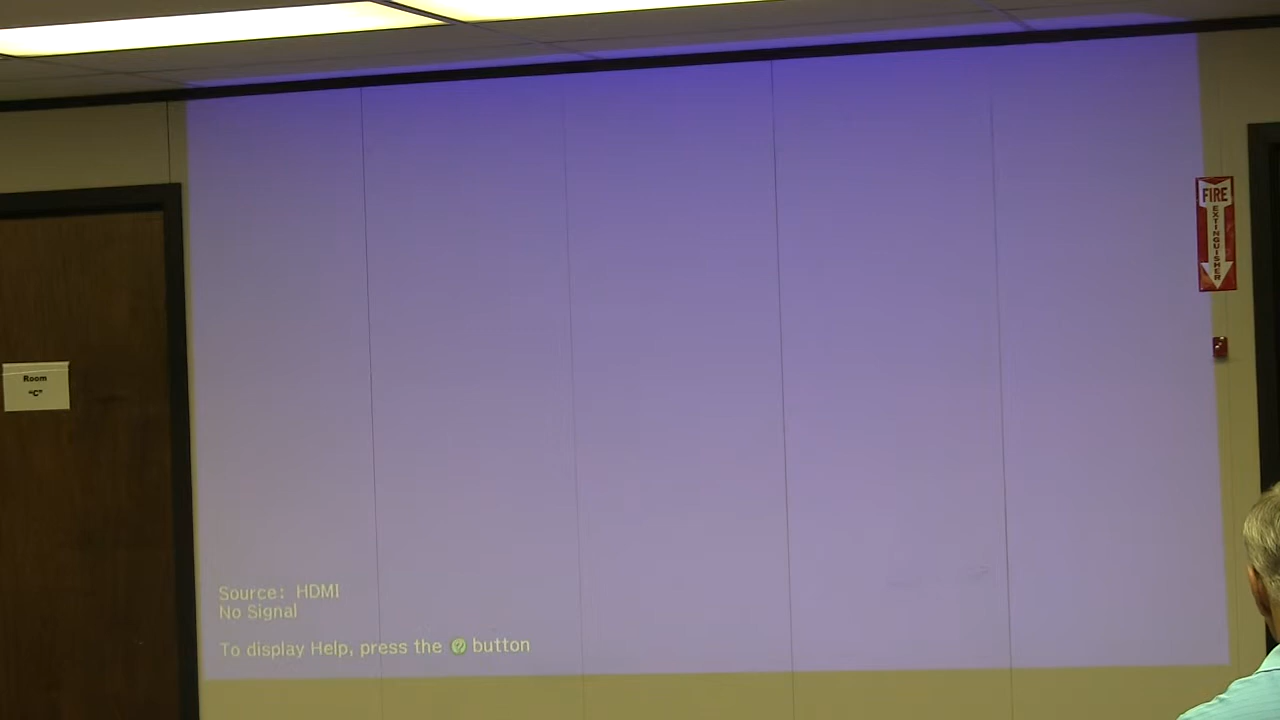 FIRE
EXTINGUISHER
Room
"C"
Source: HDMI
No Signal
To display Help, press the ? button